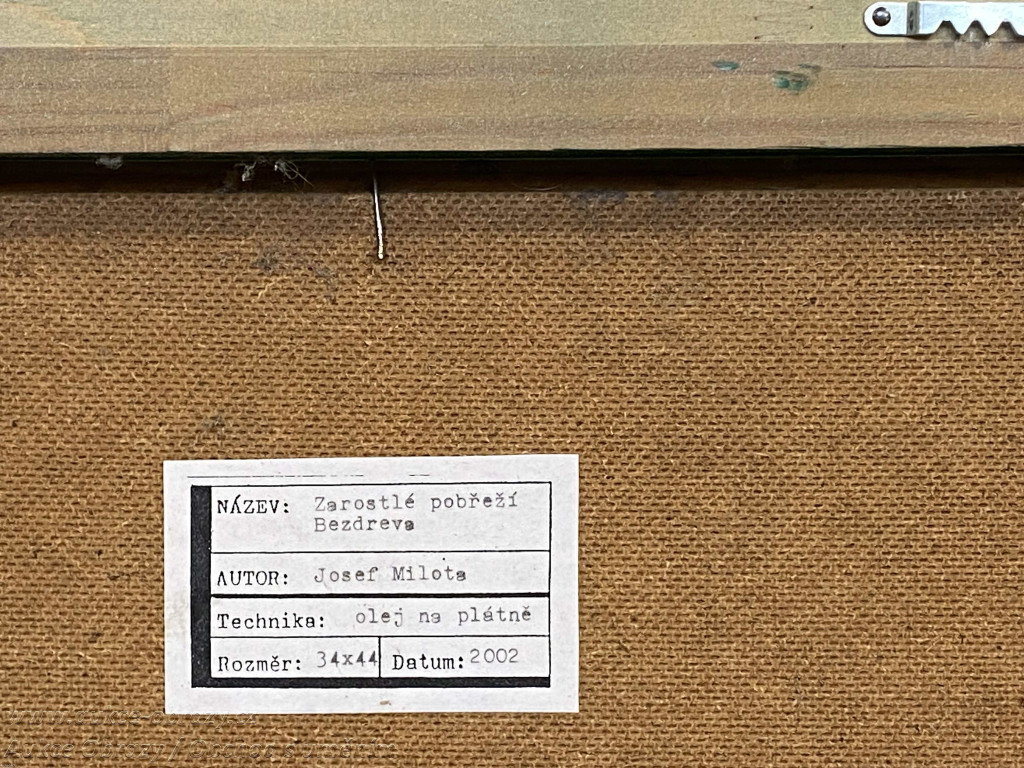 NÁZEV: Zarostlé pobřeží
Bezdreva
AUTOR: Josef Milota
Technika: olej na plátně
Rozměr: 34x44 Datum: 2002